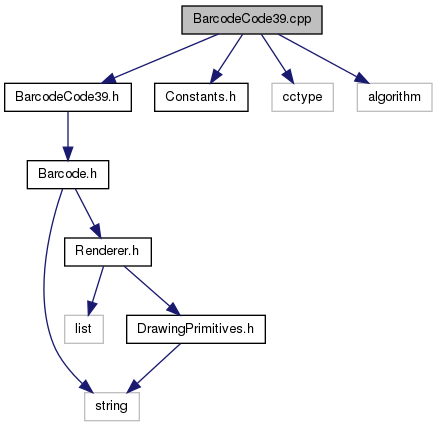 BarcodeCode39.cpp
BarcodeCode39.h
Constants.h
cctype
algorithm
Barcode.h
Renderer.h
list
DrawingPrimitives.h
string